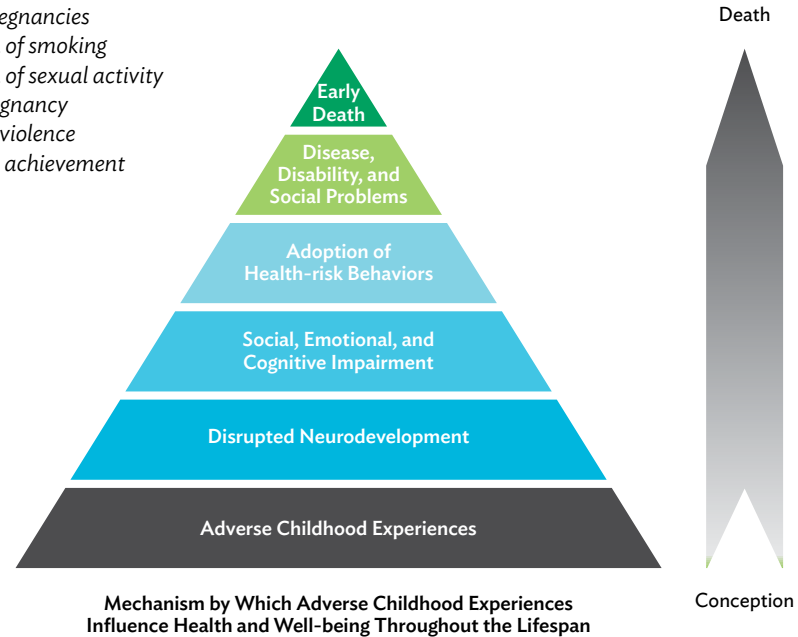 of smoking
of sexual activity
violence
achievement
Death
Early
Death
Disease,
Disability, and
Social Problems
Adoption of
Health-risk Behaviors
Social, Emotional, and
Cognitive Impairment
Disrupted Neurodevelopment
Adverse Childhood Experiences
Mechanism by Which Adverse Childhood Experiences
Influence Health and Well-being Throughout the Lifespan
Conception